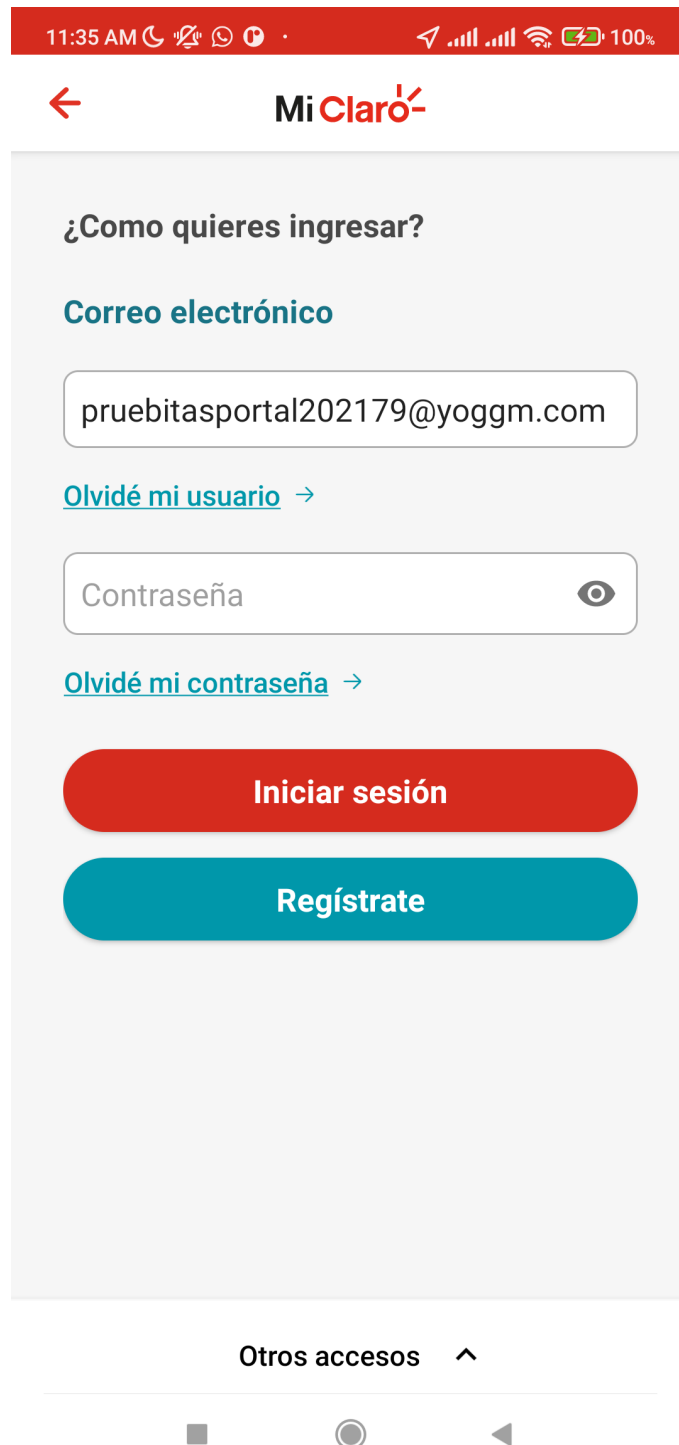 11:35 AM 100%
Mi Claro
¿Como quieres ingresar?
Correo electrónico
pruebitasportal202179@yoggm.com
Olvidé mi usuario →
Contraseña
Olvidé mi contraseña →
Iniciar sesión
Regístrate
Otros accesos